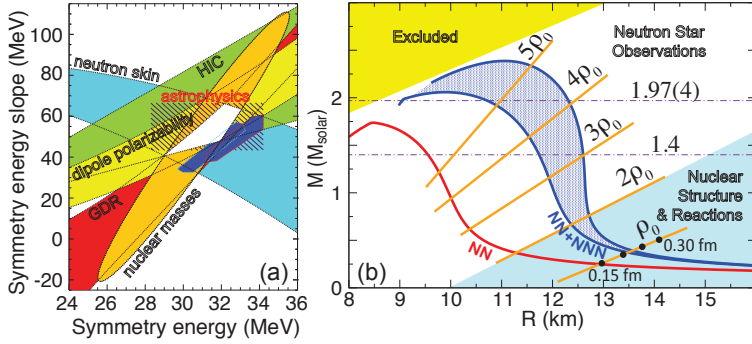 Symmetry energy slope (MeV)
100
80
60
40
20
0
-20
24
26
28
30
32
34
36
Symmetry energy (MeV)
neutron skin
HIC
astrophysics
dipole polarizability
GDR
nuclear masses
(a)
M (M_solar)
3
2
1
0
8
9
10
11
12
13
14
15
R (km)
Excluded
Neutron Star
Observations
5ρ₀
4ρ₀
1.97(4)
3ρ₀
1.4
2ρ₀
Nuclear
Structure
& Reactions
NN
NN+NNN
ρ₀
0.30 fm
0.15 fm
(b)